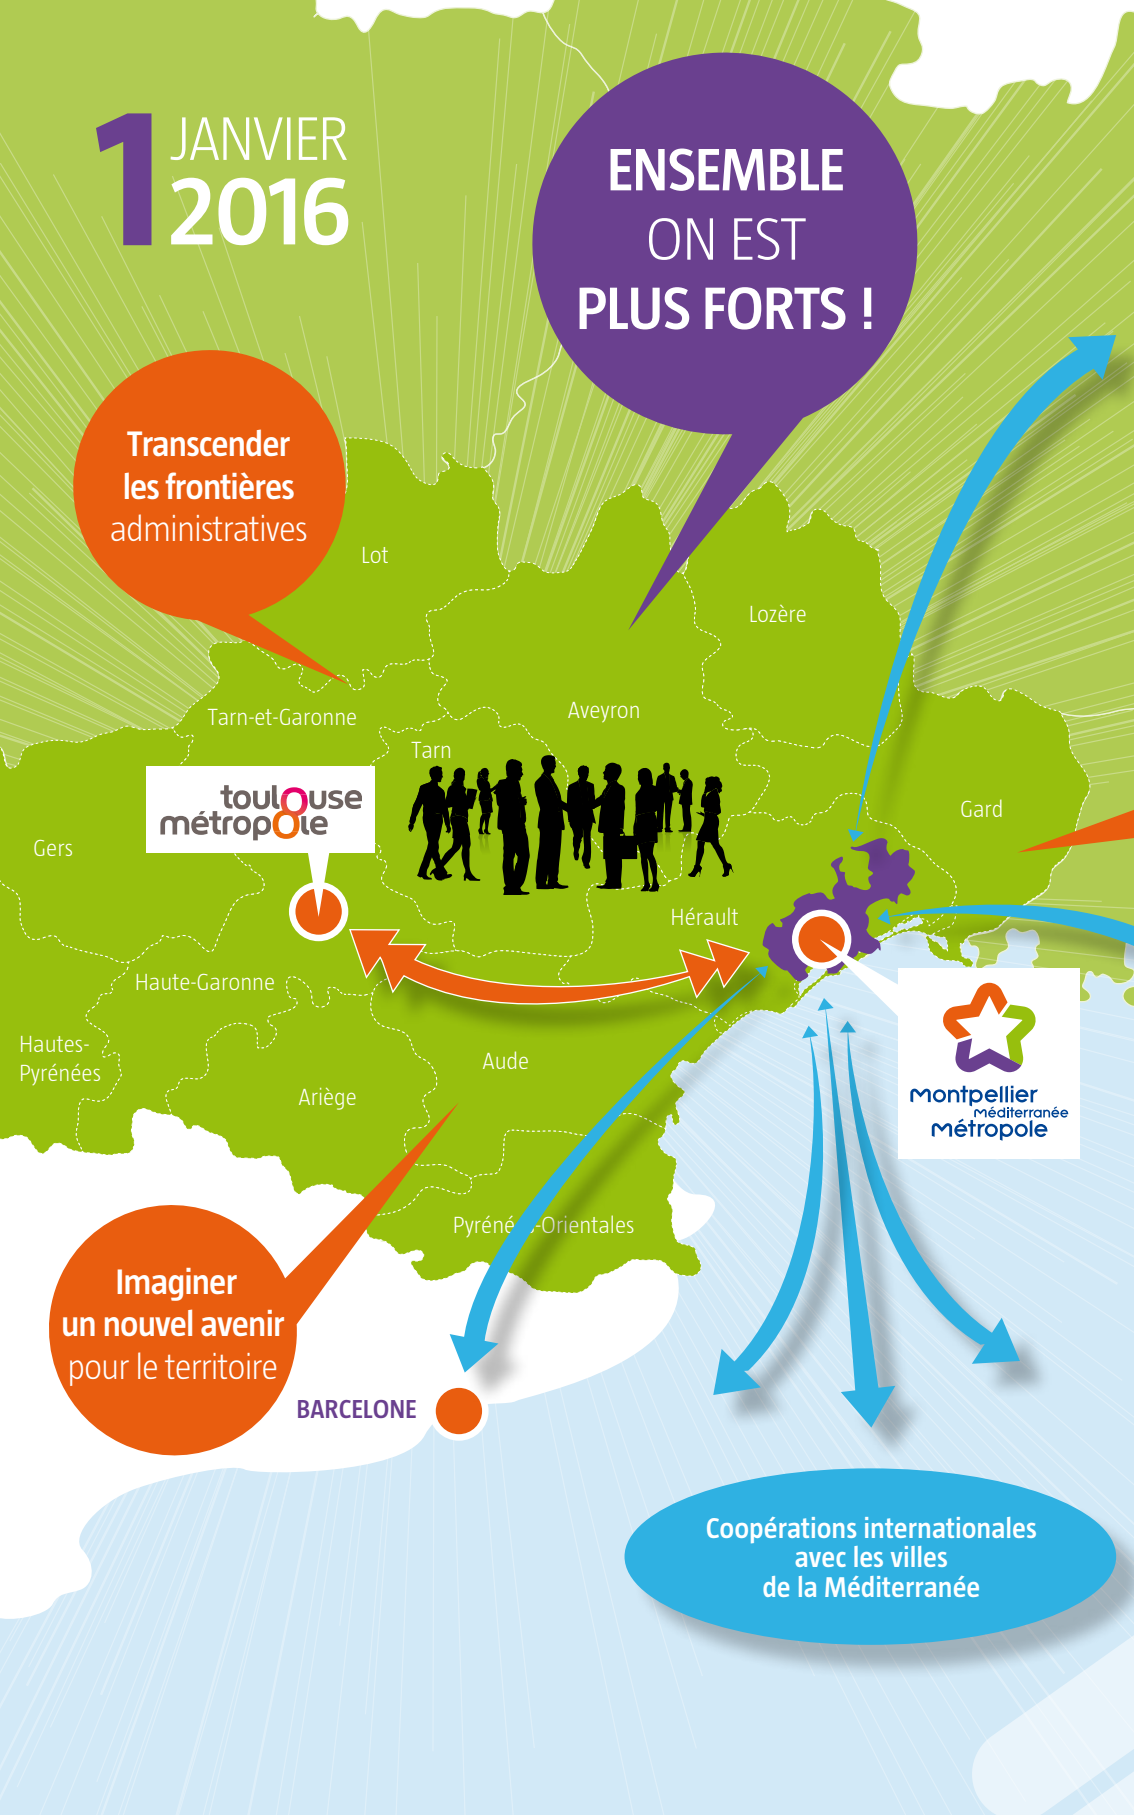 1 JANVIER
2016
ENSEMBLE
ON EST
PLUS FORTS !
Transcender
les frontières
administratives
Lot
Lozère
Aveyron
Tarn-et-Garonne
Tarn
toulouse
métropole
Gers
Gard
Hérault
Haute-Garonne
Hautes-
Pyrénées
Aude
Ariège
montpellier
méditerranée
métropole
Pyrénées-Orientales
Imaginer
un nouvel avenir
pour le territoire
BARCELONE
Coopérations internationales
avec les villes
de la Méditerranée